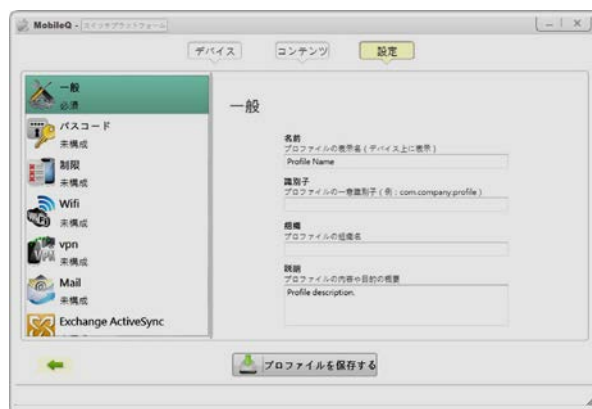 MobileQ -
デバイス
コンテンツ
設定
一般
必須
パスコード
未構成
制限
未構成
Wifi
未構成
vpn
未構成
Mail
未構成
Exchange ActiveSync
一般
名前
プロファイルの表示名 ( デバイス上に表示 )
Profile Name
識別子
プロファイルの一意識別子 ( 例 : com.company.profile )
組織
プロファイルの組織名
説明
プロファイルの内容や目的の概要
Profile description.
プロファイルを保存する